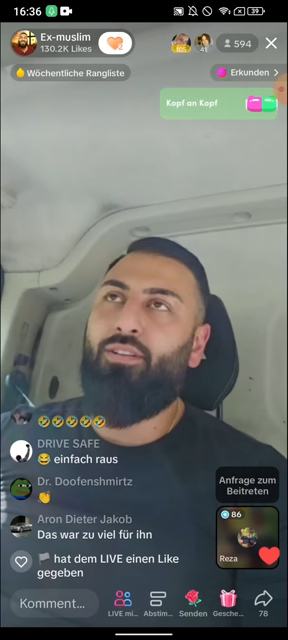 16:36
39
Ex-muslim
130.2K Likes
594
Wöchentliche Rangliste
Erkunden
Kopf an Kopf
🤣🤣🤣🤣🤣
DRIVE SAFE
😂 einfach raus
Dr. Doofenshmirtz
👏
Aron Dieter Jakob
Das war zu viel für ihn
🏳 hat dem LIVE einen Like
gegeben
Anfrage zum
Beitreten
86
Reza
Komment...
LIVE mi...
Abstim...
Senden
Gesche...
78